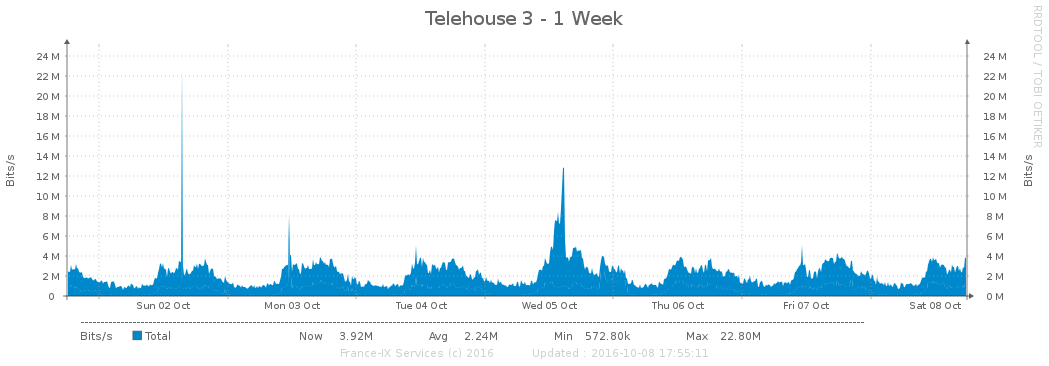 Telehouse 3 - 1 Week
RRDTOOL / TOBI OETIKER
Bits/s
24 M 24 M
22 M 22 M
20 M 20 M
18 M 18 M
16 M 16 M
14 M 14 M
12 M 12 M
10 M 10 M
8 M 8 M
6 M 6 M
4 M 4 M
2 M 2 M
0 0 M
Bits/s
Sun 02 Oct Mon 03 Oct Tue 04 Oct Wed 05 Oct Thu 06 Oct Fri 07 Oct Sat 08 Oct
Bits/s Total Now 3.92M Avg 2.24M Min 572.80k Max 22.80M
France-IX Services (c) 2016 Updated : 2016-10-08 17:55:11